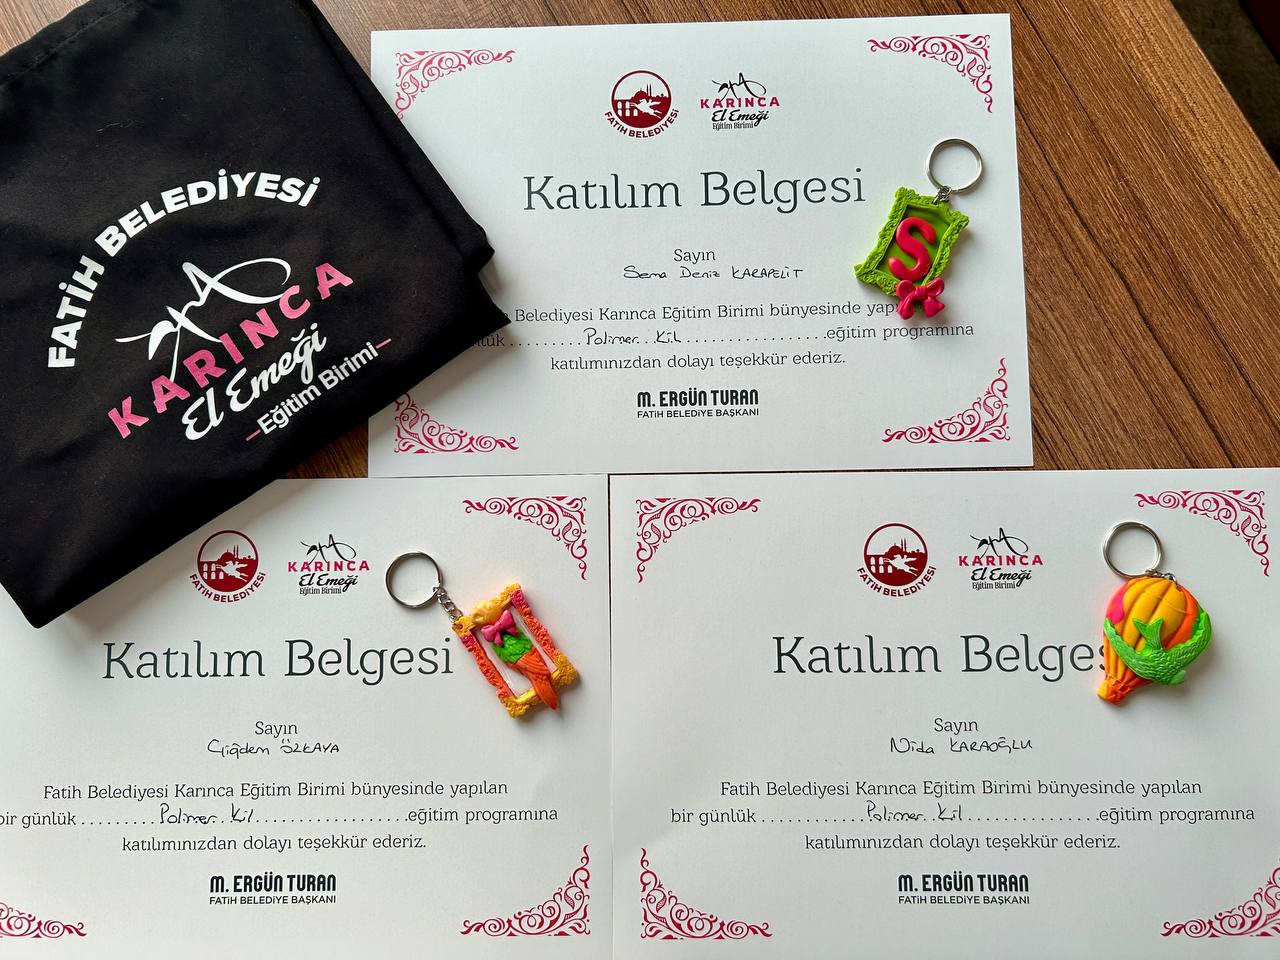 FATİH BELEDİYESİ
KARINCA
El Emeği
Eğitim Birimi
FATİH BELEDİYESİ
KARINCA
El Emeği
Eğitim Birimi
Katılım Belgesi
Sayın
Sema Deniz KARAPELİT
Belediyesi Karınca Eğitim Birimi bünyesinde
Polimer Kil eğitim programına
katılımınızdan dolayı teşekkür ederiz.
M. ERGÜN TURAN
FATİH BELEDİYE BAŞKANI
S
FATİH BELEDİYESİ
KARINCA
El Emeği
Eğitim Birimi
Katılım Belgesi
Sayın
Çiğdem ÖZKAYA
Fatih Belediyesi Karınca Eğitim Birimi bünyesinde yapılan
bir günlük ......... Polimer Kil ..................eğitim programına
katılımınızdan dolayı teşekkür ederiz.
M. ERGÜN TURAN
FATİH BELEDİYE BAŞKANI
FATİH BELEDİYESİ
KARINCA
El Emeği
Eğitim Birimi
Katılım Belges
Sayın
Nida KARAOĞLU
Fatih Belediyesi Karınca Eğitim Birimi bünyesinde yapılan
bir günlük ............Polimer Kil ................eğitim programına
katılımınızdan dolayı teşekkür ederiz.
M. ERGÜN TURAN
FATİH BELEDİYE BAŞKANI